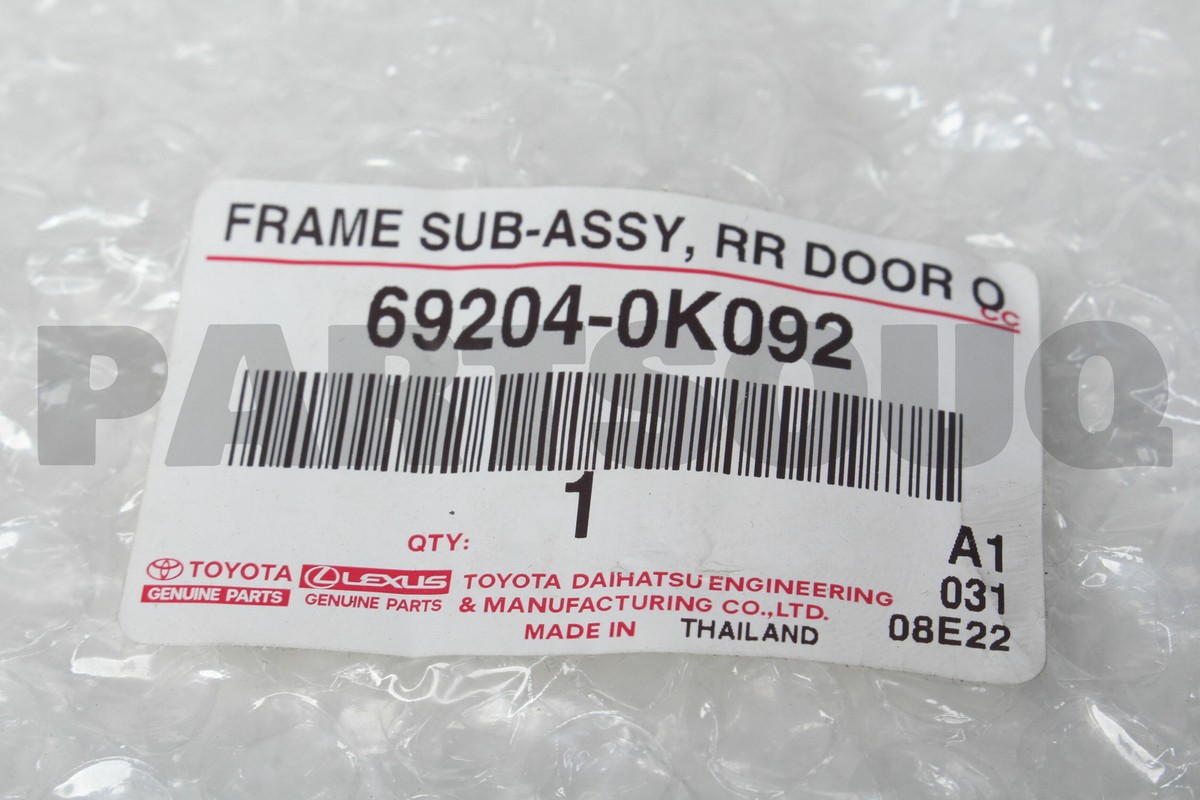 FRAME SUB-ASSY, RR DOOR O
CC
69204-0K092
PARTSOUQ
1
QTY:
A1
031
08E22
TOYOTA
GENUINE PARTS
LEXUS
GENUINE PARTS
TOYOTA DAIHATSU ENGINEERING
& MANUFACTURING CO.,LTD.
MADE IN THAILAND